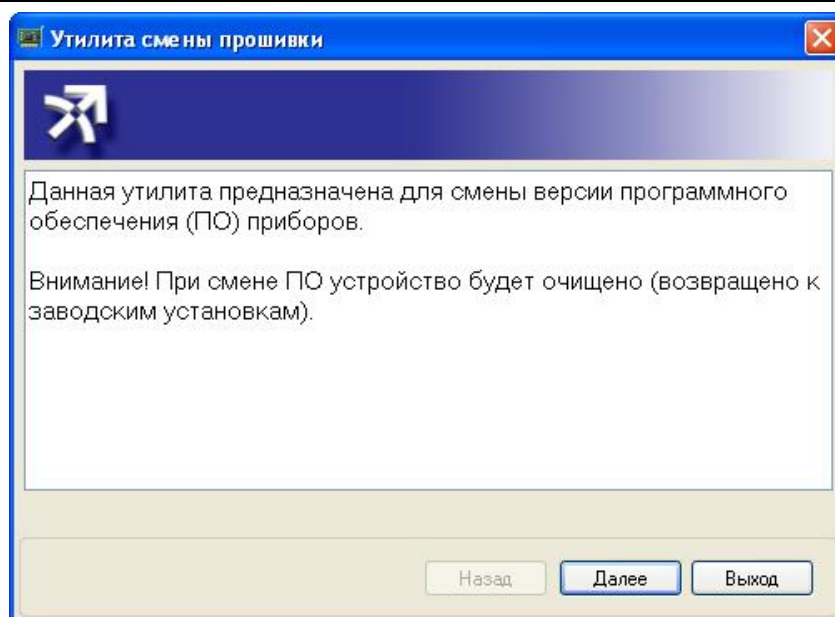 Утилита смены прошивки
Данная утилита предназначена для смены версии программного
обеспечения (ПО) приборов.
Внимание! При смене ПО устройство будет очищено (возвращено к
заводским установкам).
Назад Далее Выход